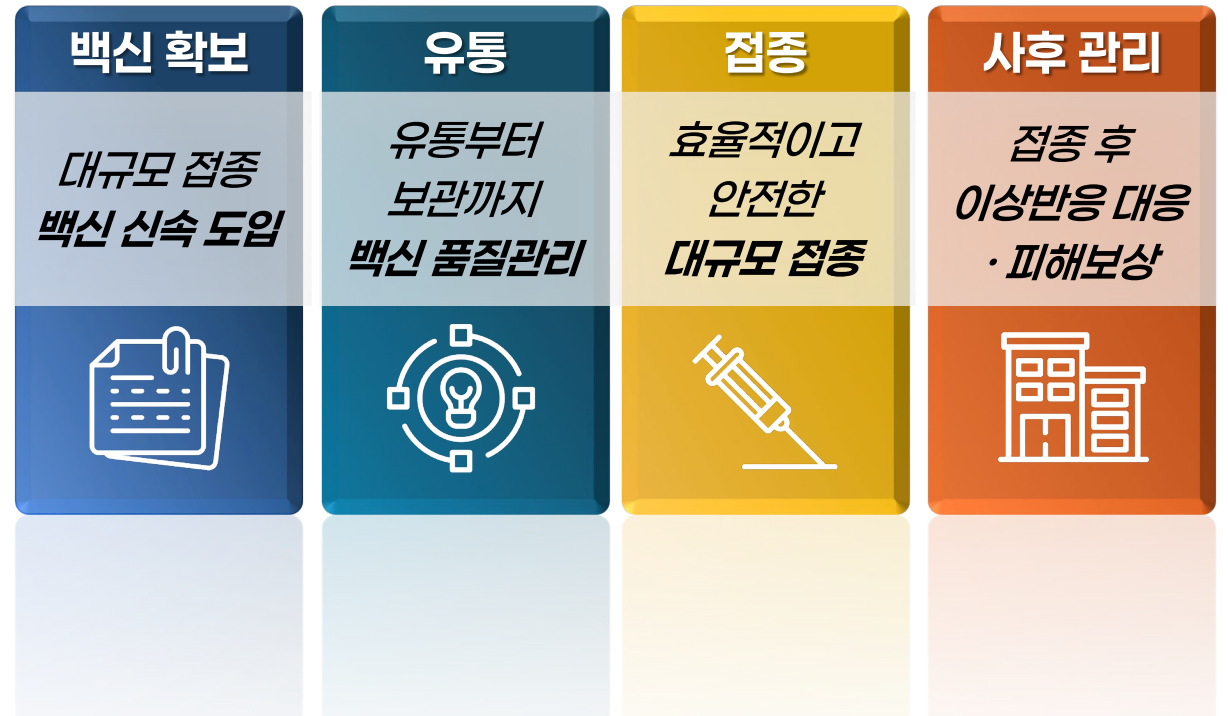 백신 확보
대규모 접종
백신 신속 도입
유통
유통부터
보관까지
백신 품질관리
접종
효율적이고
안전한
대규모 접종
사후 관리
접종 후
이상반응 대응
· 피해보상